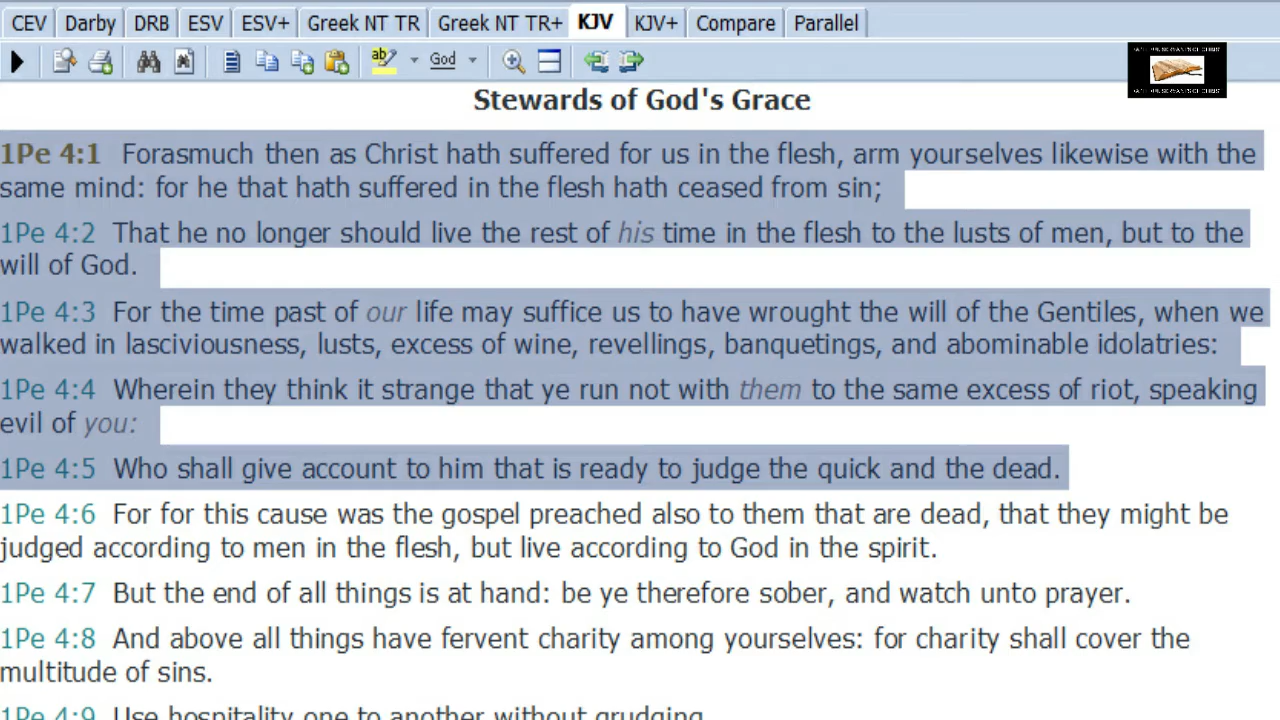 CEV Darby DRB ESV ESV+ Greek NT TR Greek NT TR+ KJV KJV+ Compare Parallel
ab God
Stewards of God's Grace
1Pe 4:1 Forasmuch then as Christ hath suffered for us in the flesh, arm yourselves likewise with the
same mind: for he that hath suffered in the flesh hath ceased from sin;
1Pe 4:2 That he no longer should live the rest of his time in the flesh to the lusts of men, but to the
will of God.
1Pe 4:3 For the time past of our life may suffice us to have wrought the will of the Gentiles, when we
walked in lasciviousness, lusts, excess of wine, revellings, banquetings, and abominable idolatries:
1Pe 4:4 Wherein they think it strange that ye run not with them to the same excess of riot, speaking
evil of you:
1Pe 4:5 Who shall give account to him that is ready to judge the quick and the dead.
1Pe 4:6 For for this cause was the gospel preached also to them that are dead, that they might be
judged according to men in the flesh, but live according to God in the spirit.
1Pe 4:7 But the end of all things is at hand: be ye therefore sober, and watch unto prayer.
1Pe 4:8 And above all things have fervent charity among yourselves: for charity shall cover the
multitude of sins.
1Pe 4:9 Use hospitality one to another without grudging.